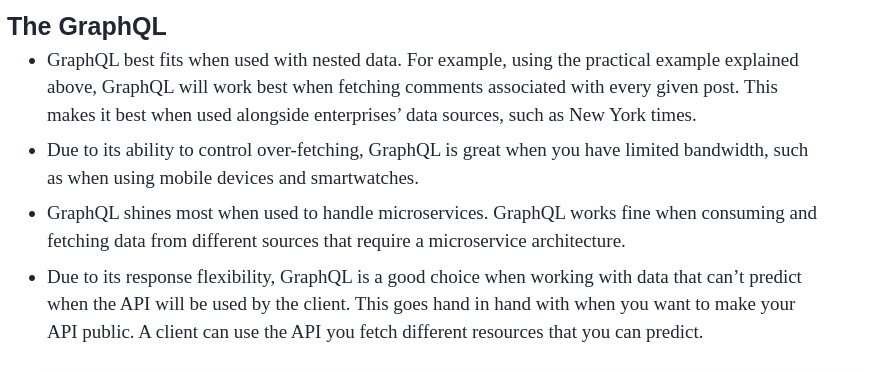 The GraphQL
• GraphQL best fits when used with nested data. For example, using the practical example explained
above, GraphQL will work best when fetching comments associated with every given post. This
makes it best when used alongside enterprises’ data sources, such as New York times.
• Due to its ability to control over-fetching, GraphQL is great when you have limited bandwidth, such
as when using mobile devices and smartwatches.
• GraphQL shines most when used to handle microservices. GraphQL works fine when consuming and
fetching data from different sources that require a microservice architecture.
• Due to its response flexibility, GraphQL is a good choice when working with data that can’t predict
when the API will be used by the client. This goes hand in hand with when you want to make your
API public. A client can use the API you fetch different resources that you can predict.